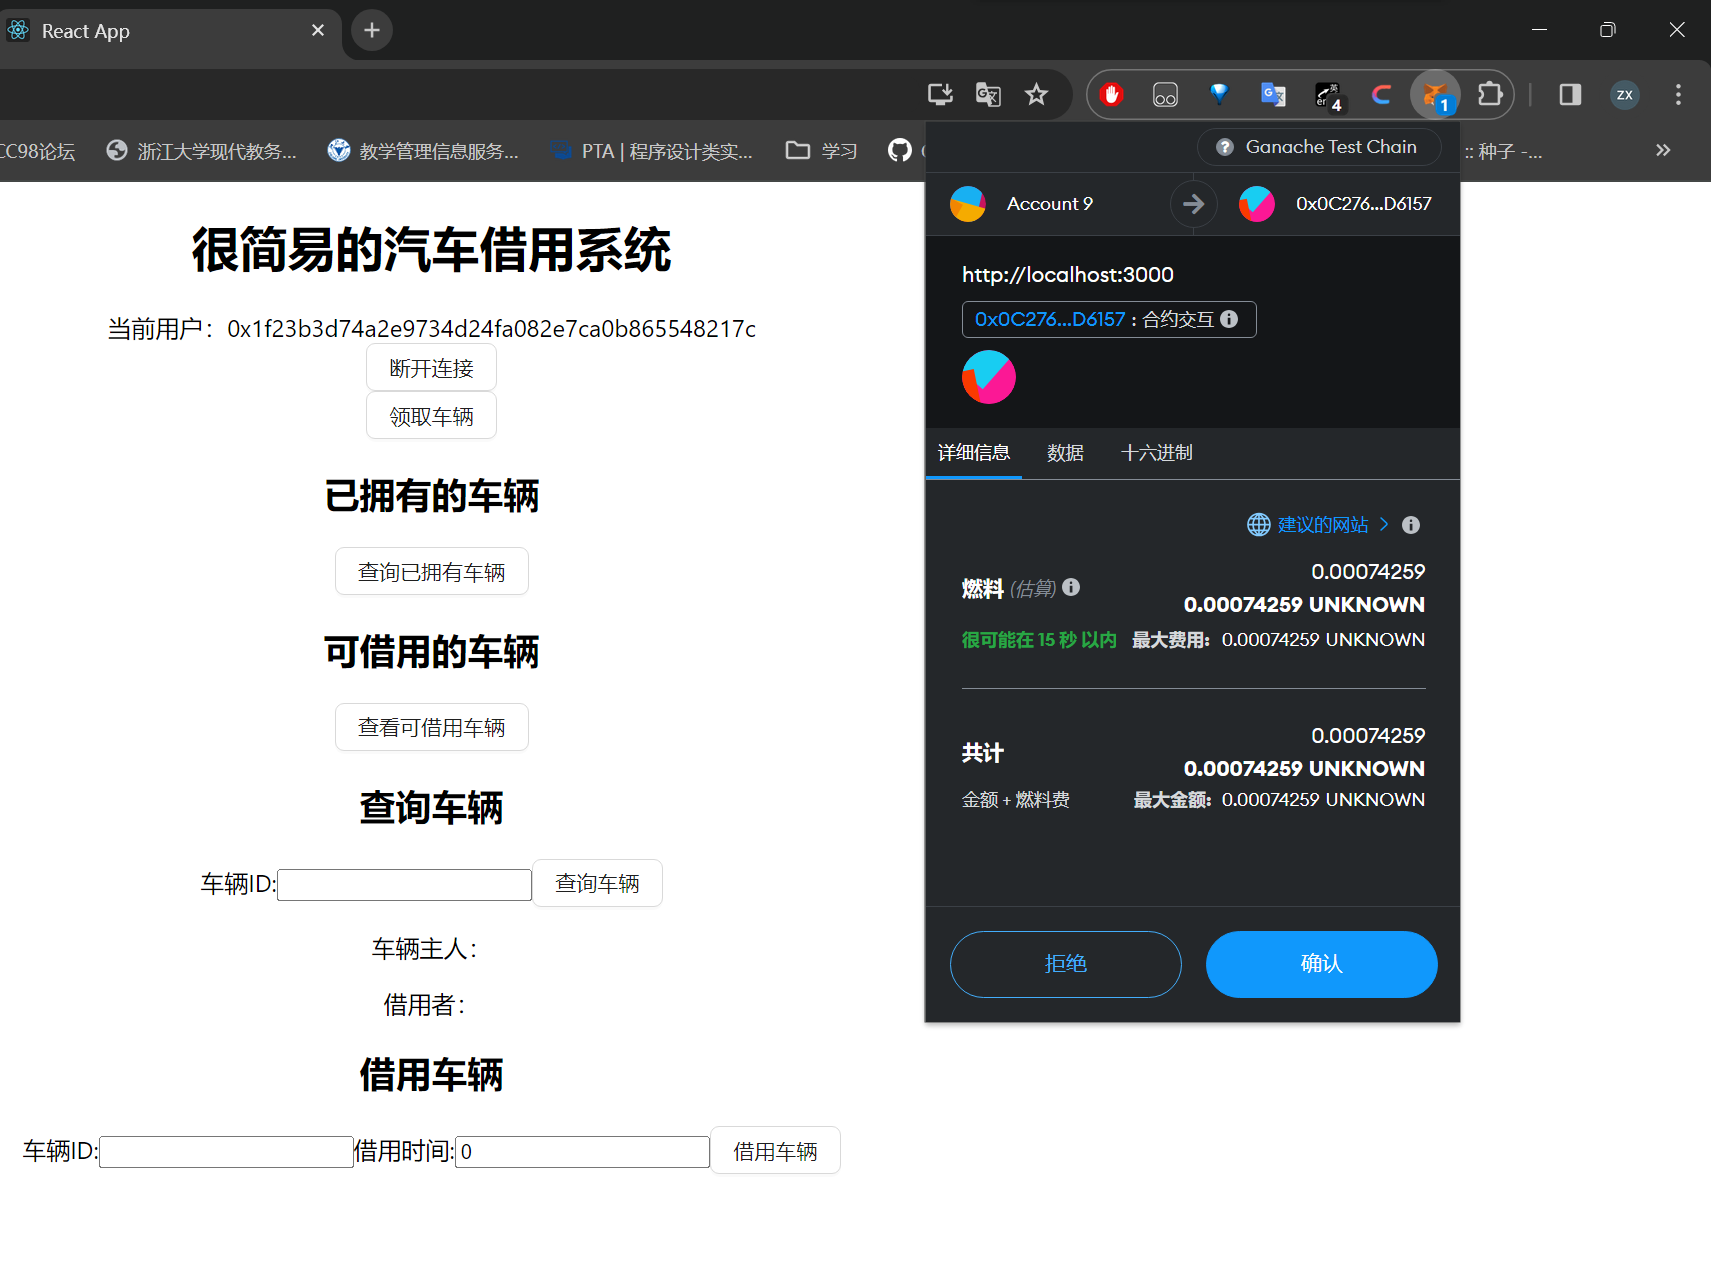 React App
ZX
4
1
CC98论坛
浙江大学现代教务...
教学管理信息服务...
PTA | 程序设计类实...
学习
:: 种子 -...
很简易的汽车借用系统
当前用户：0x1f23b3d74a2e9734d24fa082e7ca0b865548217c
断开连接
领取车辆
已拥有的车辆
查询已拥有车辆
可借用的车辆
查看可借用车辆
查询车辆
车辆ID: 查询车辆
车辆主人：
借用者：
借用车辆
车辆ID: 借用时间: 0 借用车辆
Ganache Test Chain
Account 9 0x0C276...D6157
http://localhost:3000
0x0C276...D6157 : 合约交互
详细信息 数据 十六进制
建议的网站
0.00074259
燃料 (估算)
0.00074259 UNKNOWN
很可能在 15 秒 以内 最大费用: 0.00074259 UNKNOWN
0.00074259
共计
0.00074259 UNKNOWN
金额 + 燃料费 最大金额: 0.00074259 UNKNOWN
拒绝 确认